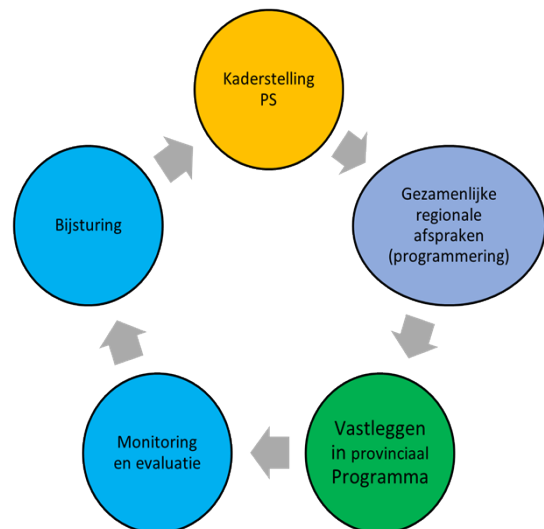 Kaderstelling
PS
Gezamenlijke
regionale
afspraken
(programmering)
Vastleggen
in provinciaal
Programma
Monitoring
en evaluatie
Bijsturing